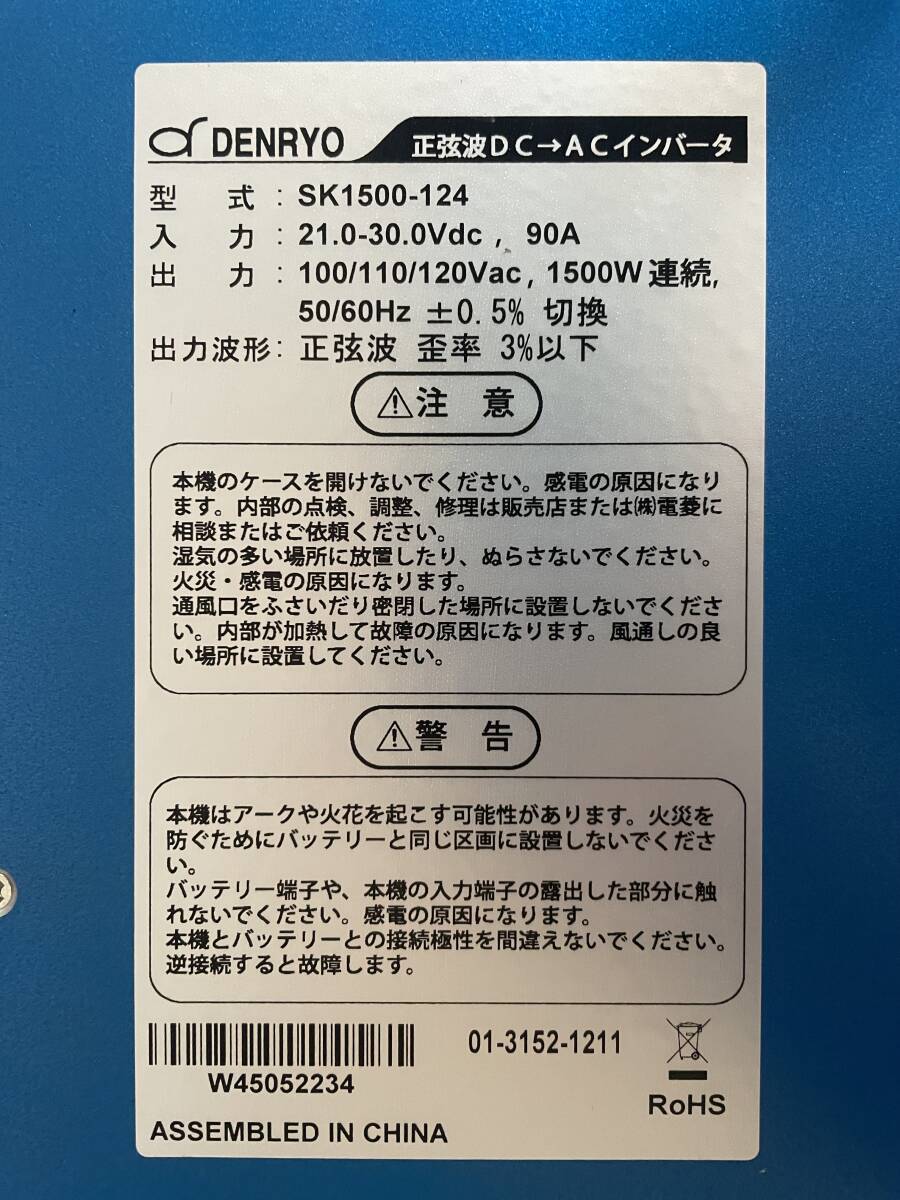 DENRYO 正弦波DC→ACインバータ
型 式 : SK1500-124
入 力 : 21.0-30.0Vdc , 90A
出 力 : 100/110/120Vac, 1500W 連続,
50/60Hz ±0.5% 切換
出力波形: 正弦波 歪率 3%以下
⚠注 意
本機のケースを開けないでください。感電の原因になり
ます。内部の点検、調整、修理は販売店または㈱電菱に
相談またはご依頼ください。
湿気の多い場所に放置したり、ぬらさないでください。
火災・感電の原因になります。
通風口をふさいだり密閉した場所に設置しないでくださ
い。内部が加熱して故障の原因になります。風通しの良
い場所に設置してください。
⚠警 告
本機はアークや火花を起こす可能性があります。火災を
防ぐためにバッテリーと同じ区画に設置しないでくださ
い。
バッテリー端子や、本機の入力端子の露出した部分に触
れないでください。感電の原因になります。
本機とバッテリーとの接続極性を間違えないでください。
逆接続すると故障します。
01-3152-1211
W45052234
RoHS
ASSEMBLED IN CHINA